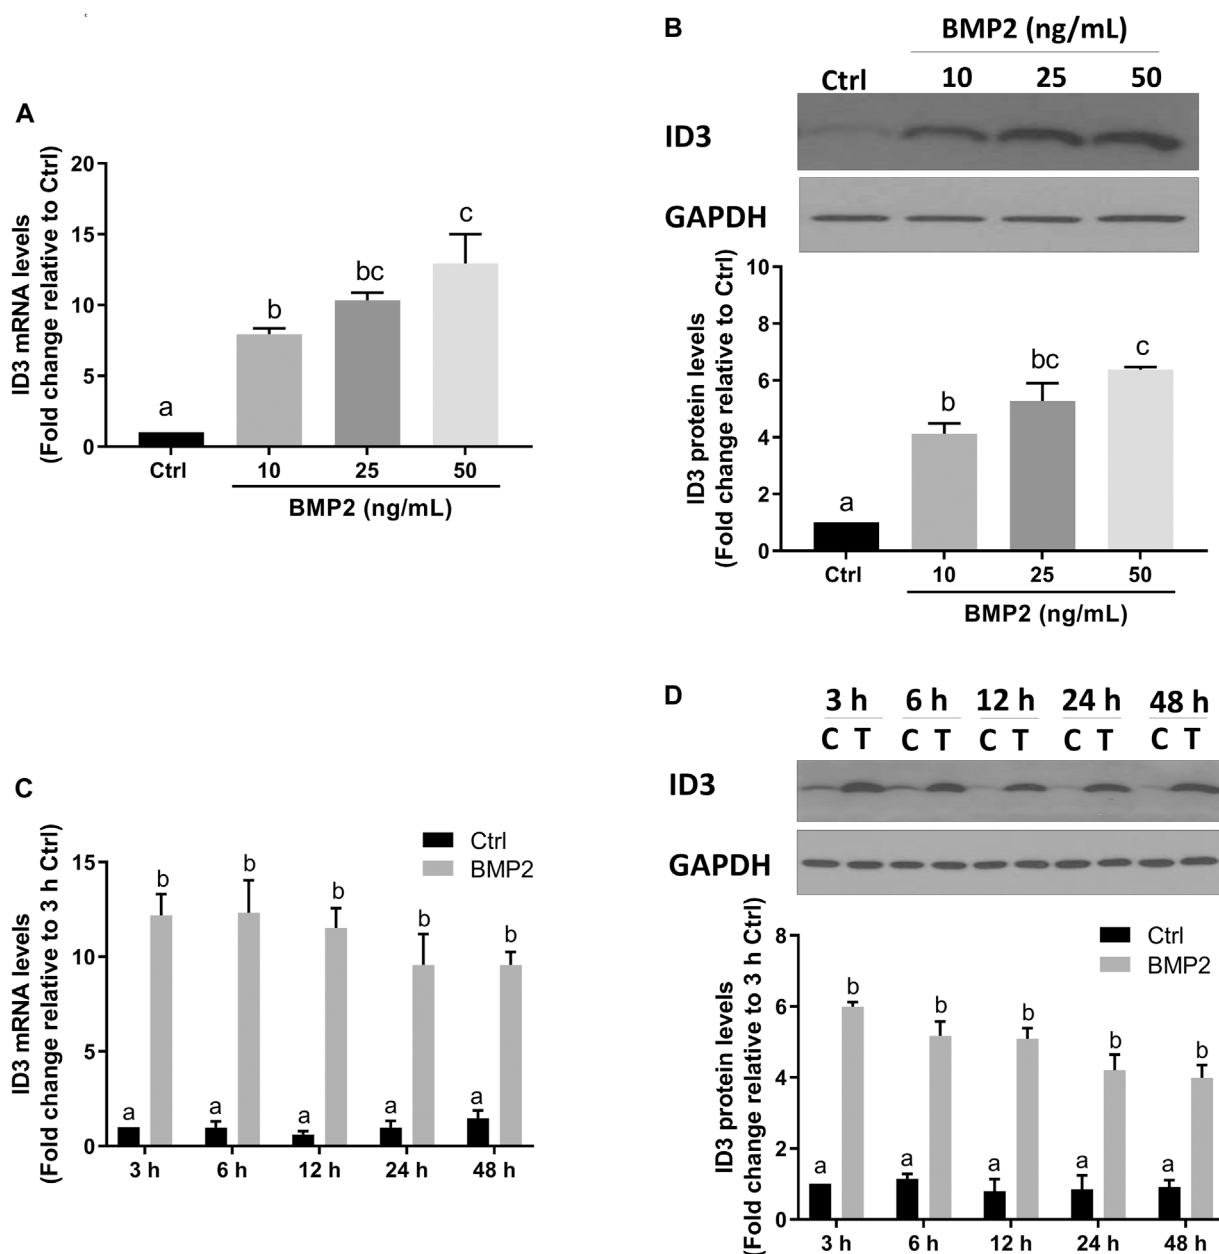 A
ID3 mRNA levels
(Fold change relative to Ctrl)
20
15
10
5
0
a
b
bc
c
Ctrl 10 25 50
BMP2 (ng/mL)
B
BMP2 (ng/mL)
Ctrl 10 25 50
ID3
GAPDH
ID3 protein levels
(Fold change relative to Ctrl)
10
8
6
4
2
0
a
b
bc
c
Ctrl 10 25 50
BMP2 (ng/mL)
C
ID3 mRNA levels
(Fold change relative to 3 h Ctrl)
Ctrl
BMP2
15
10
5
0
a b a b a b a b a b
3 h 6 h 12 h 24 h 48 h
D
3 h 6 h 12 h 24 h 48 h
C T C T C T C T C T
ID3
GAPDH
ID3 protein levels
(Fold change relative to 3 h Ctrl)
Ctrl
BMP2
8
6
4
2
0
a b a b a b a b a b
3 h 6 h 12 h 24 h 48 h